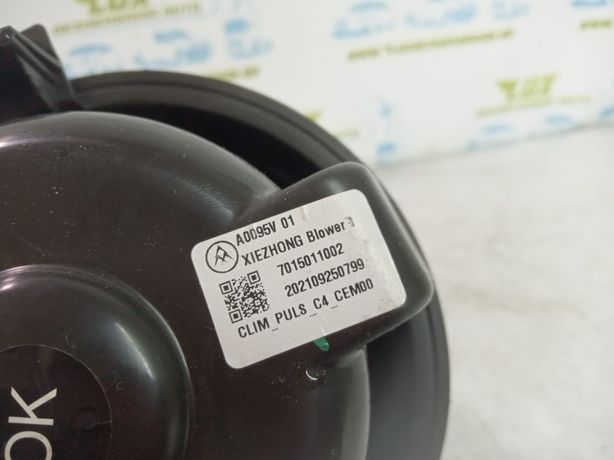 A0095V 01
XIEZHONG Blower
7015011002
202109250799
CLIM_PULS_C4_CEM00
OK